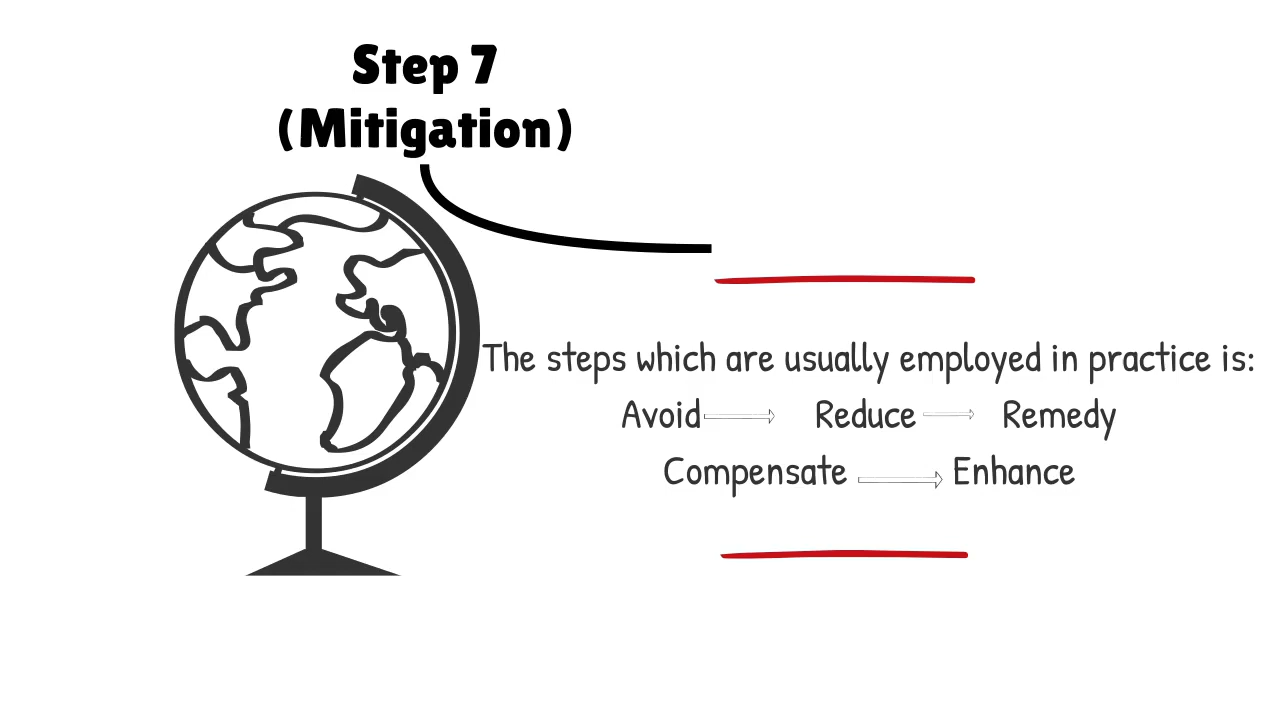 Step 7
(Mitigation)
The steps which are usually employed in practice is:
Avoid Reduce Remedy
Compensate Enhance